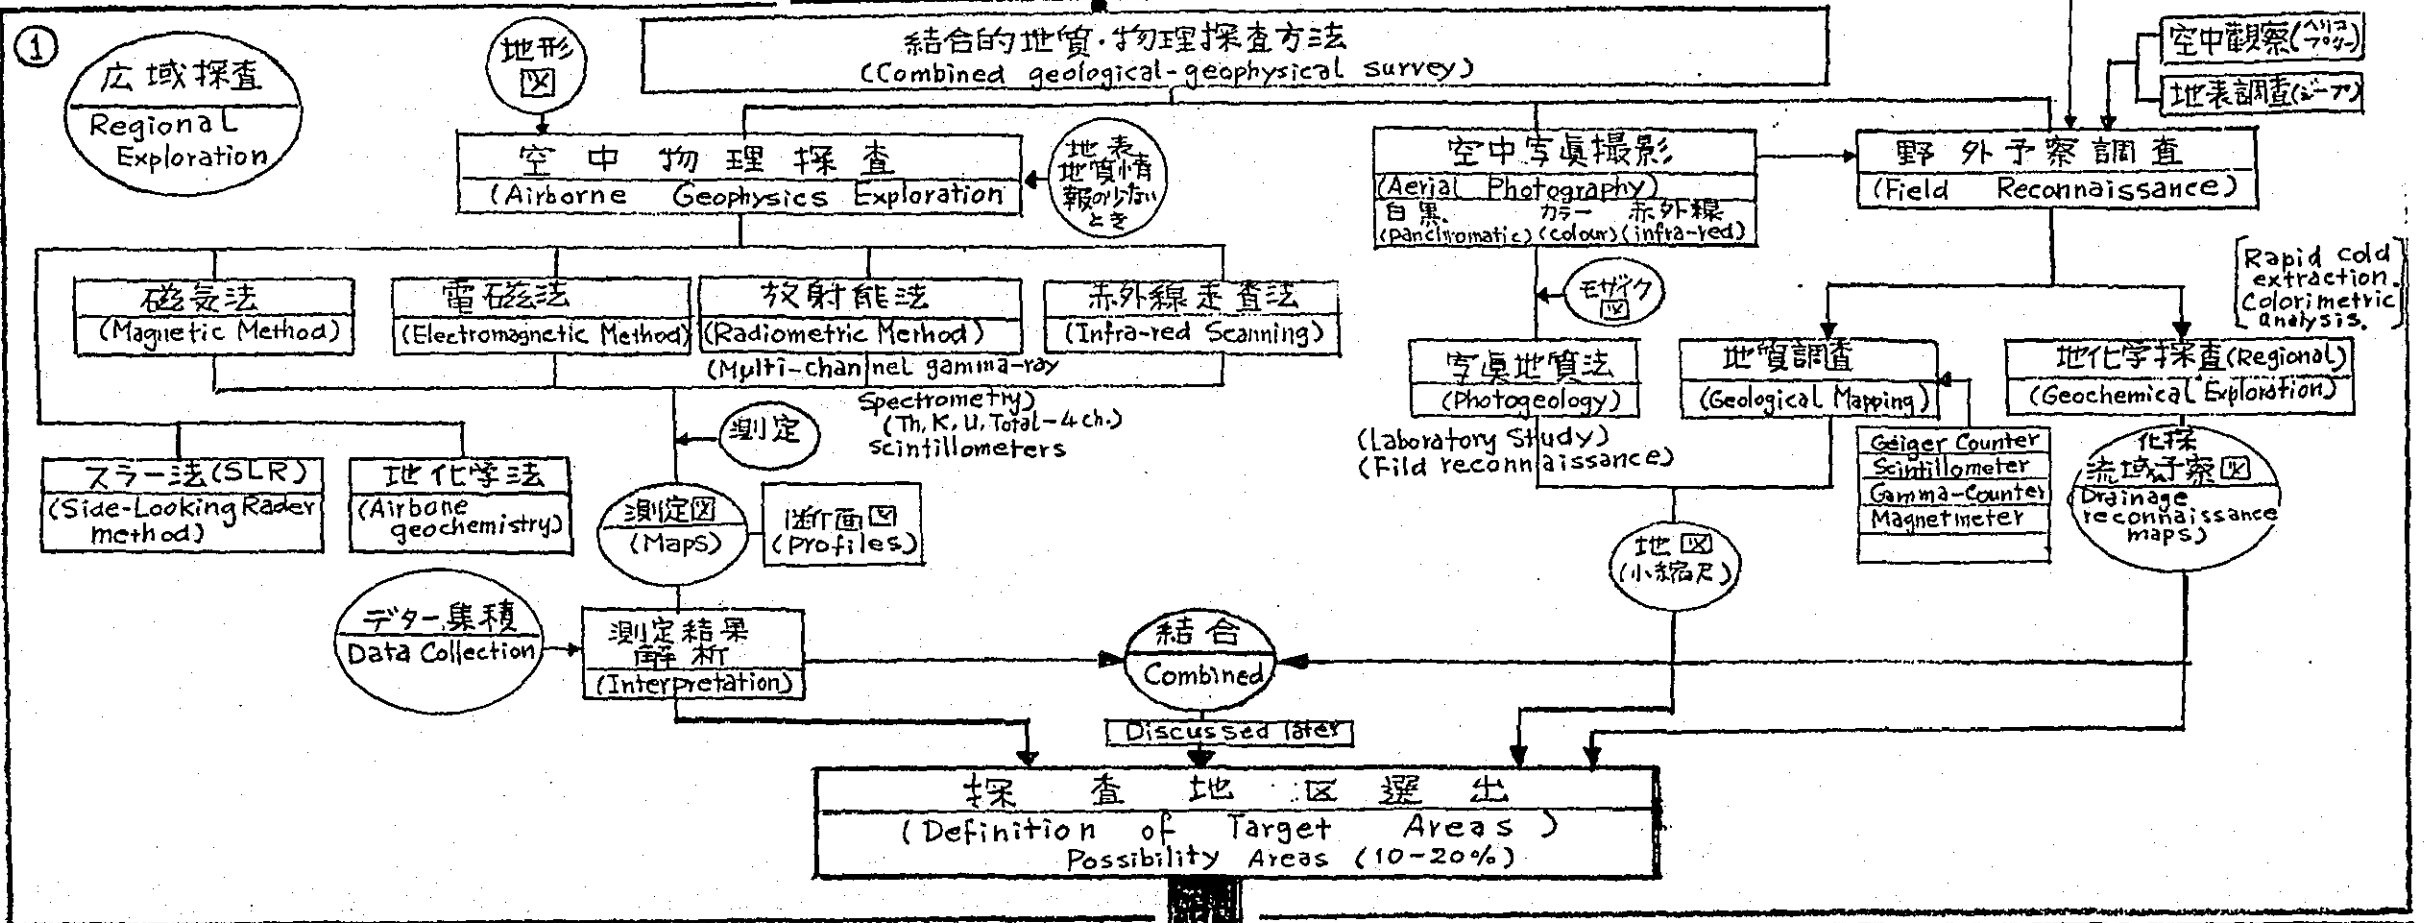 ①
広域探査
Regional
Exploration
地形
図
結合的地質・物理探査方法
(Combined geological-geophysical survey)
空中観察(ヘリコプター)
地表調査(ジープ)
空中物理探査
(Airborne Geophysics Exploration
地表
地質情
報の少ない
とき
空中写真撮影
(Aerial Photography)
白黒 カラー 赤外線
(panchromatic) (colour) (infra-red)
野外予察調査
(Field Reconnaissance)
[Rapid cold
extraction.
Colorimetric
analysis.]
磁気法
(Magnetic Method)
電磁法
(Electromagnetic Method)
放射能法
(Radiometric Merhod)
(Multi-channel gamma-ray
Spectrometry)
(Th, K, U, Total-4 ch.)
Scintillometers
赤外線走査法
(Infra-red Scanning)
モザイク
図
写真地質法
(Photogeology)
(Laboratory Study)
(Fild reconnaissance)
地質調査
(Geological Mapping)
地化学探査(Regional)
(Geochemical Exploration)
測定
スラー法(SLR)
(Side-Looking Rader
method)
地化学法
(Airbone
geochemistry)
測定図
(Maps)
断面図
(Profiles)
Geiger Counter
Scintillometer
Gamma-Counter
Magnetmeter
化探
流域予察図
Drainage
reconnaissance
maps)
地図
(小縮尺)
データー集積
Data Collection
測定結果
解析
(Interpretation)
結合
Combined
Discussed later
探査地区選出
(Definition of Target Areas)
Possibility Areas (10-20%)